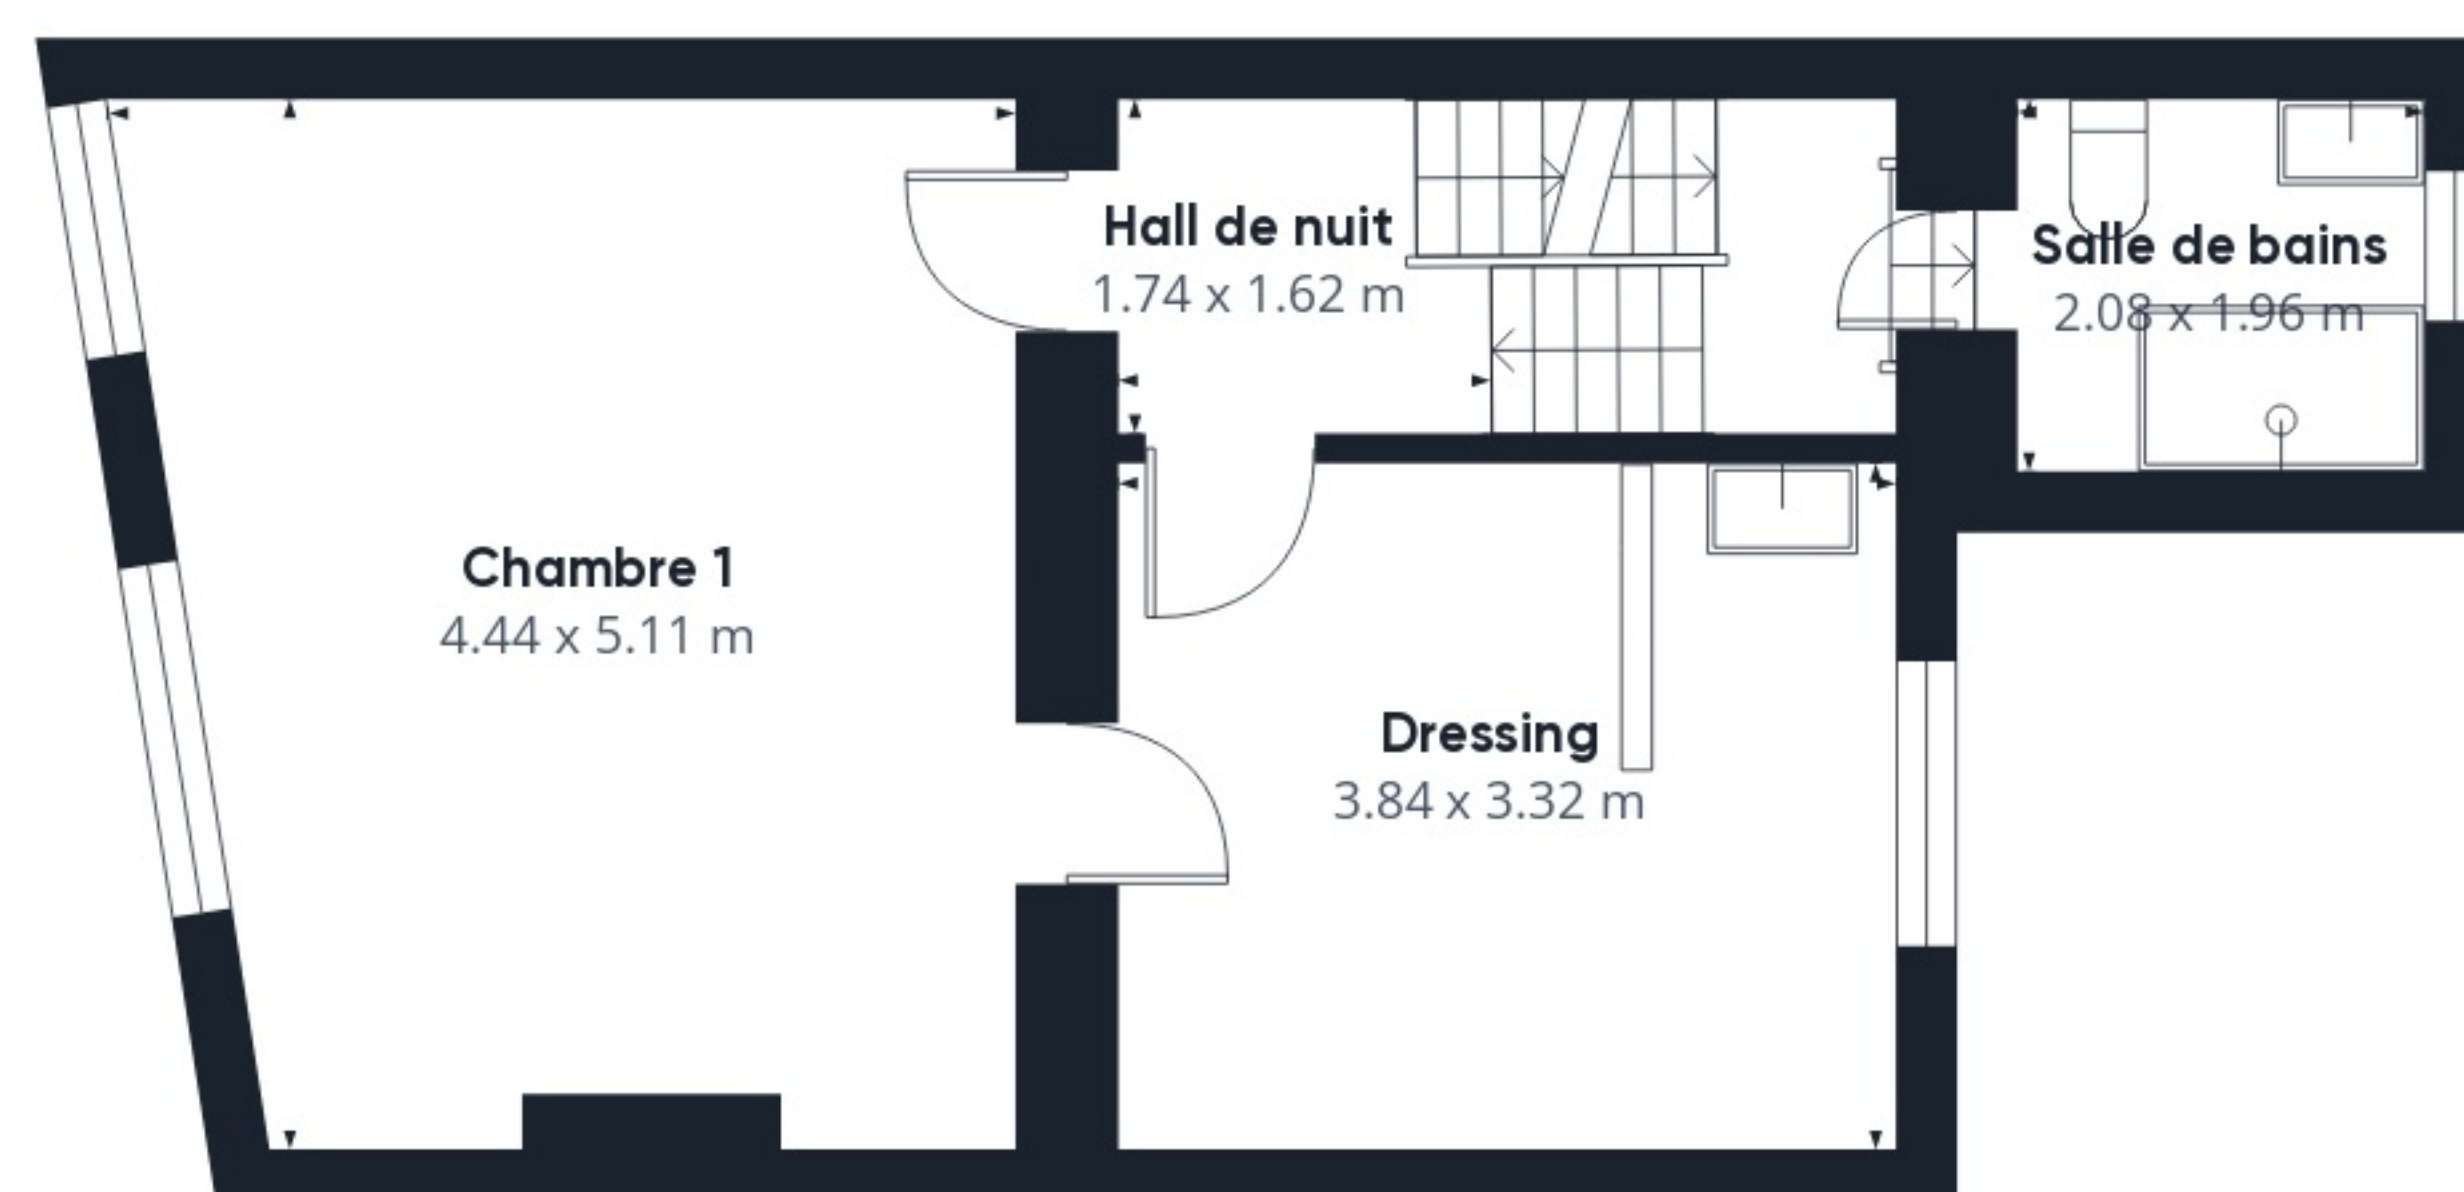 Hall de nuit
1.74 x 1.62 m
Salle de bains
2.08 x 1.96 m
Chambre 1
4.44 x 5.11 m
Dressing
3.84 x 3.32 m